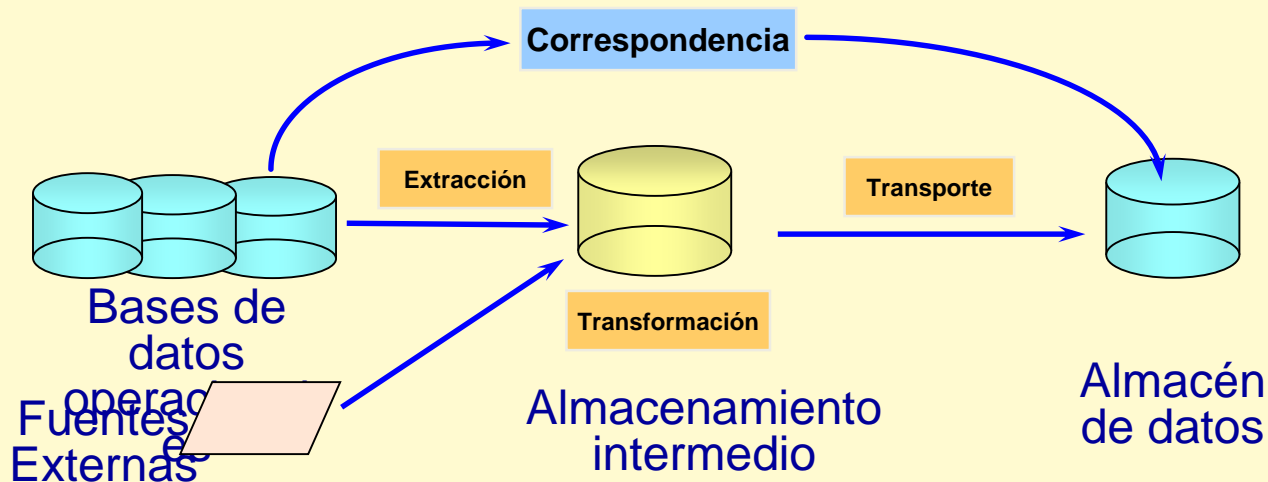 Correspondencia
Extracción
Transporte
Transformación
Bases de
datos
Fuentes
Externas
Almacenamiento
intermedio
Almacén
de datos